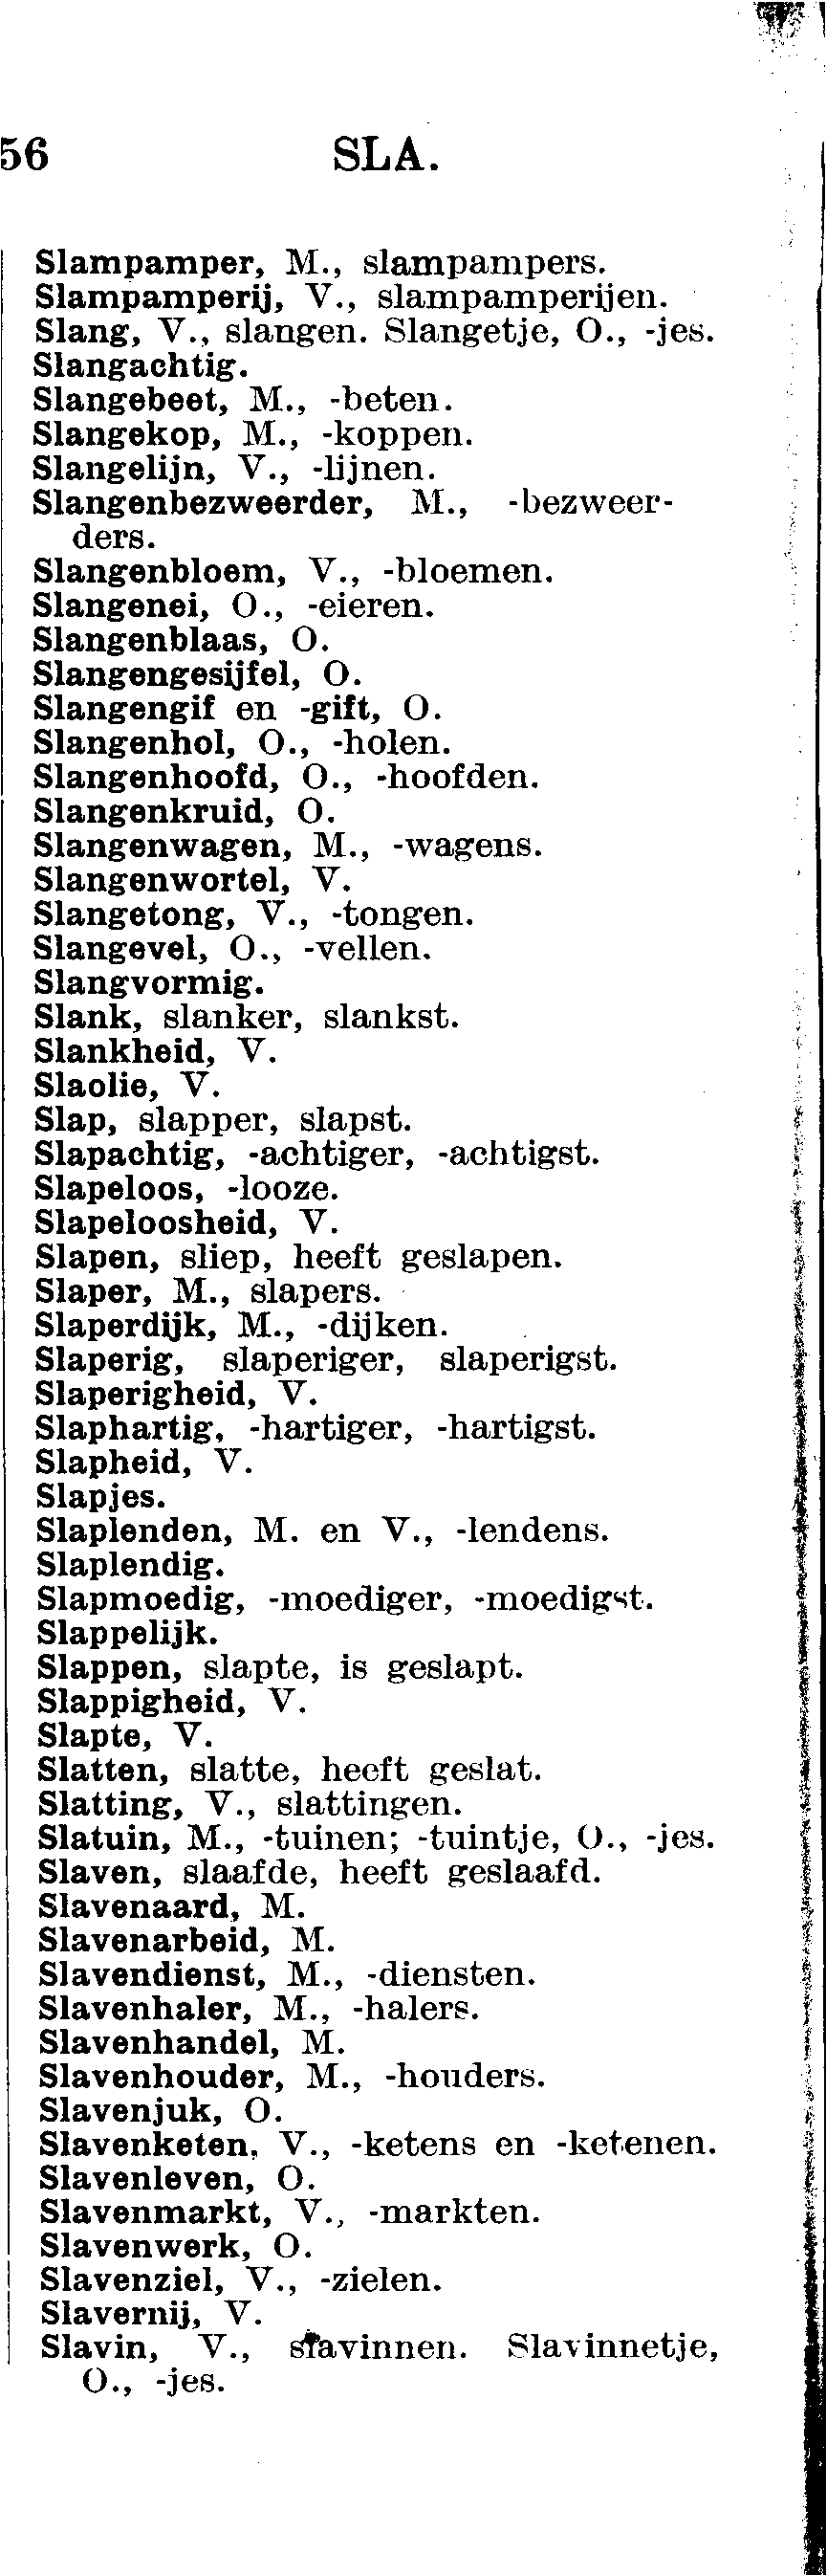 56 SLA.
Slampamper, M., slampampers.
Slampamperij, V., slampamperijen.
Slang, V., slangen. Slangetje, O., -jes.
Slangachtig.
Slangebeet, M., -beten.
Slangekop, M., -koppen.
Slangelijn, V., -lijnen.
Slangenbezweerder, M., -bezweer-
ders.
Slangenbloem, V., -bloemen.
Slangenei, O., -eieren.
Slangenblaas, O.
Slangengesijfel, O.
Slangengif en -gift, O.
Slangenhol, O., -holen.
Slangenhoofd, O., -hoofden.
Slangenkruid, O.
Slangenwagen, M., -wagens.
Slangenwortel, V.
Slangetong, V., -tongen.
Slangevel, O., -vellen.
Slangvormig.
Slank, slanker, slankst.
Slankheid, V.
Slaolie, V.
Slap, slapper, slapst.
Slapachtig, -achtiger, -achtigst.
Slapeloos, -looze.
Slapeloosheid, V.
Slapen, sliep, heeft geslapen.
Slaper, M., slapers.
Slaperdijk, M., -dijken.
Slaperig, slaperiger, slaperigst.
Slaperigheid, V.
Slaphartig, -hartiger, -hartigst.
Slapheid, V.
Slapjes.
Slaplenden, M. en V., -lendens.
Slaplendig.
Slapmoedig, -moediger, -moedigst.
Slappelijk.
Slappen, slapte, is geslapt.
Slappigheid, V.
Slapte, V.
Slatten, slatte, heeft geslat.
Slatting, V., slattingen.
Slatuin, M., -tuinen; -tuintje, O., -jes.
Slaven, slaafde, heeft geslaafd.
Slavenaard, M.
Slavenarbeid, M.
Slavendienst, M., -diensten.
Slavenhaler, M., -halers.
Slavenhandel, M.
Slavenhouder, M., -houders.
Slavenjuk, O.
Slavenketen, V., -ketens en -ketenen.
Slavenleven, O.
Slavenmarkt, V., -markten.
Slavenwerk, O.
Slavenziel, V., -zielen.
Slavernij, V.
Slavin, V., slavinnen. Slavinnetje,
O., -jes.